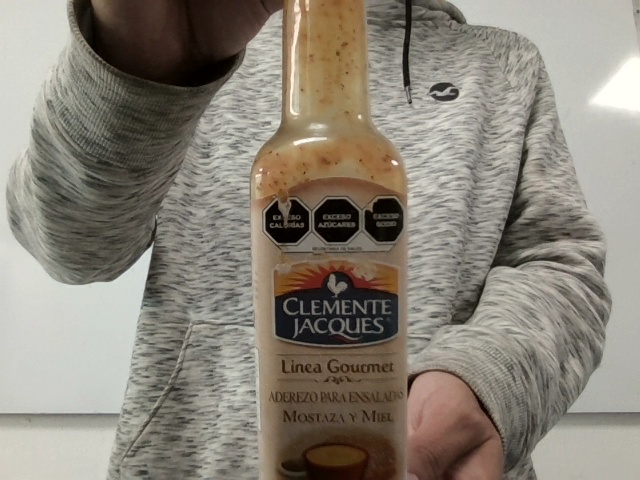 EXCESO
CALORÍAS
EXCESO
AZÚCARES
EXCESO
SODIO
CLEMENTE
JACQUES
Línea Gourmet
ADEREZO PARA ENSALADAS
MOSTAZA Y MIEL